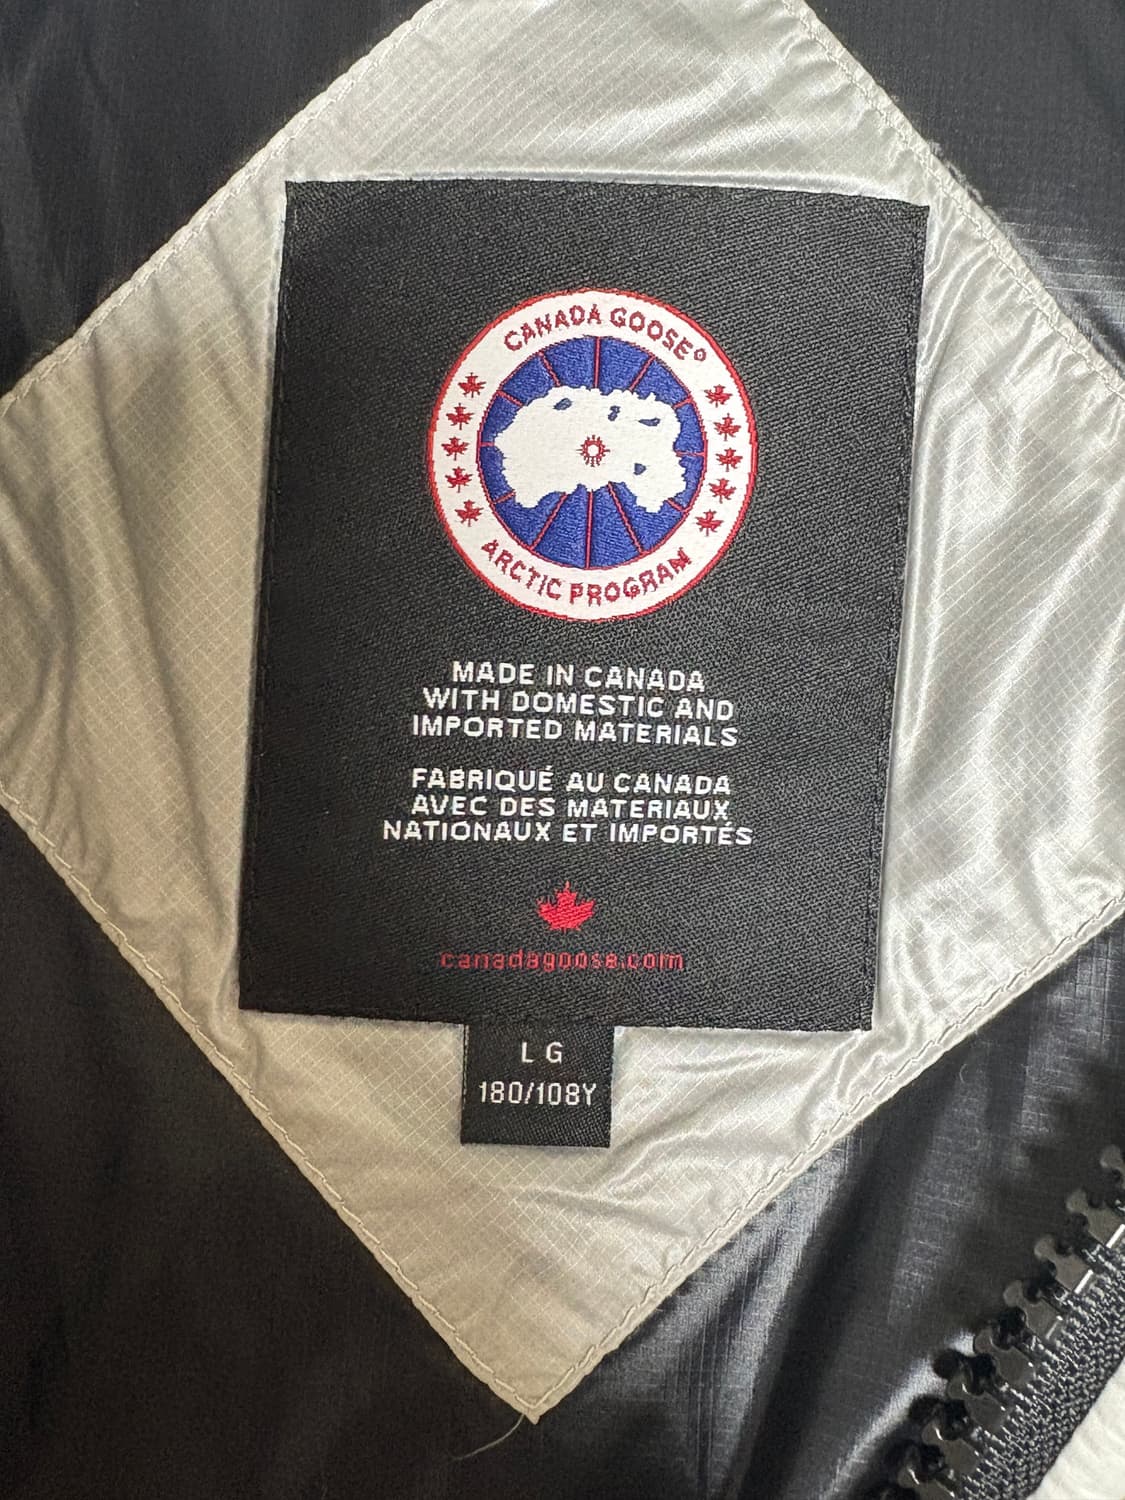 CANADA GOOSE®
ARCTIC PROGRAM
MADE IN CANADA
WITH DOMESTIC AND
IMPORTED MATERIALS
FABRIQUÉ AU CANADA
AVEC DES MATERIAUX
NATIONAUX ET IMPORTÉS
canadagoose.com
LG
180/108Y